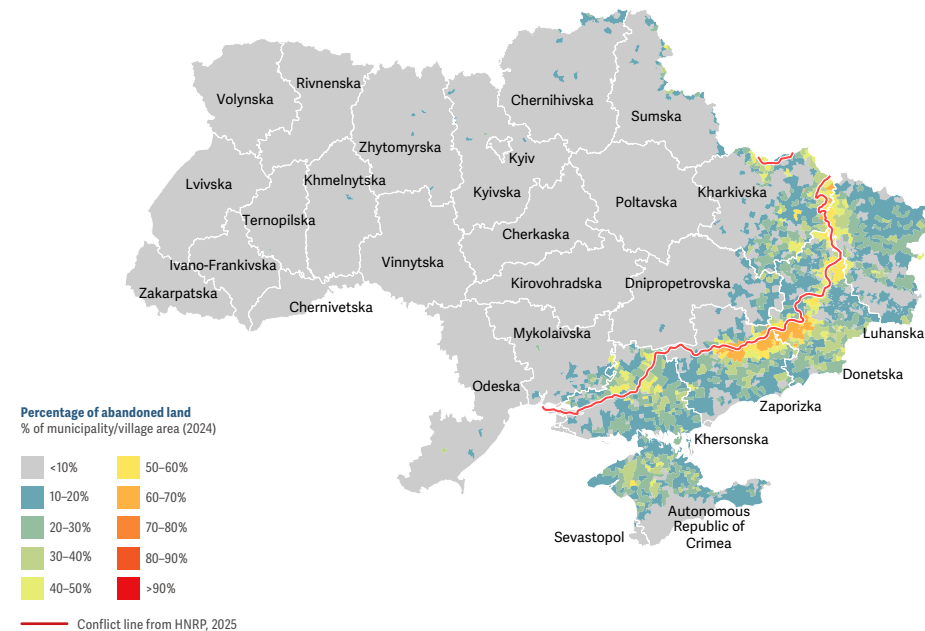 Volynska
Rivnenska
Chernihivska
Sumska
Zhytomyrska
Kyiv
Lvivska
Khmelnytska
Kyivska
Kharkivska
Poltavska
Ternopilska
Cherkaska
Ivano-Frankivska
Vinnytska
Zakarpatska
Kirovohradska
Dnipropetrovska
Chernivetska
Mykolaivska
Luhanska
Donetska
Odeska
Zaporizka
Khersonska
Autonomous
Republic of
Crimea
Sevastopol
Percentage of abandoned land
% of municipality/village area (2024)
<10%
50–60%
10–20%
60–70%
20–30%
70–80%
30–40%
80–90%
40–50%
>90%
Conflict line from HNRP, 2025